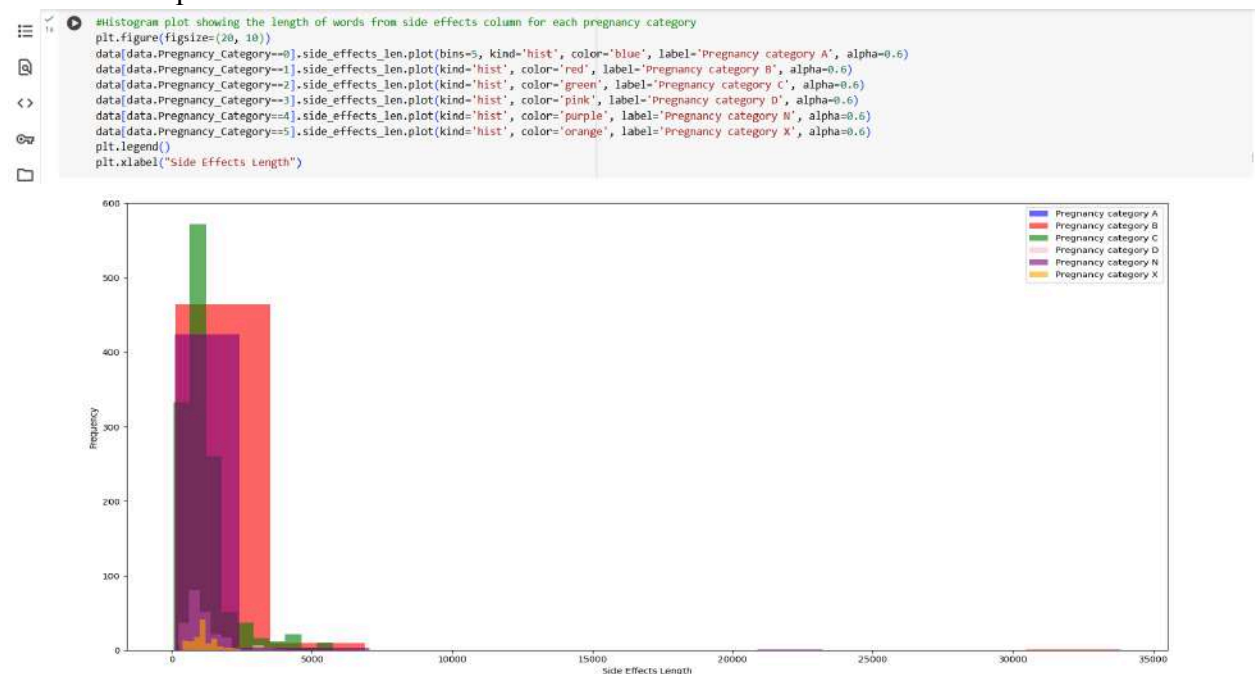 #Histogram plot showing the length of words from side effects column for each pregnancy category
plt.figure(figsize=(20, 10))
data[data.Pregnancy_Category==0].side_effects_len.plot(bins=5, kind='hist', color='blue', label='Pregnancy category A', alpha=0.6)
data[data.Pregnancy_Category==1].side_effects_len.plot(kind='hist', color='red', label='Pregnancy category B', alpha=0.6)
data[data.Pregnancy_Category==2].side_effects_len.plot(kind='hist', color='green', label='Pregnancy category C', alpha=0.6)
data[data.Pregnancy_Category==3].side_effects_len.plot(kind='hist', color='pink', label='Pregnancy category D', alpha=0.6)
data[data.Pregnancy_Category==4].side_effects_len.plot(kind='hist', color='purple', label='Pregnancy category N', alpha=0.6)
data[data.Pregnancy_Category==5].side_effects_len.plot(kind='hist', color='orange', label='Pregnancy category X', alpha=0.6)
plt.legend()
plt.xlabel("Side Effects Length")
600
500
400
300
200
100
0
Frequency
Pregnancy category A
Pregnancy category B
Pregnancy category C
Pregnancy category D
Pregnancy category N
Pregnancy category X
0 5000 10000 15000 20000 25000 30000 35000
Side Effects Length